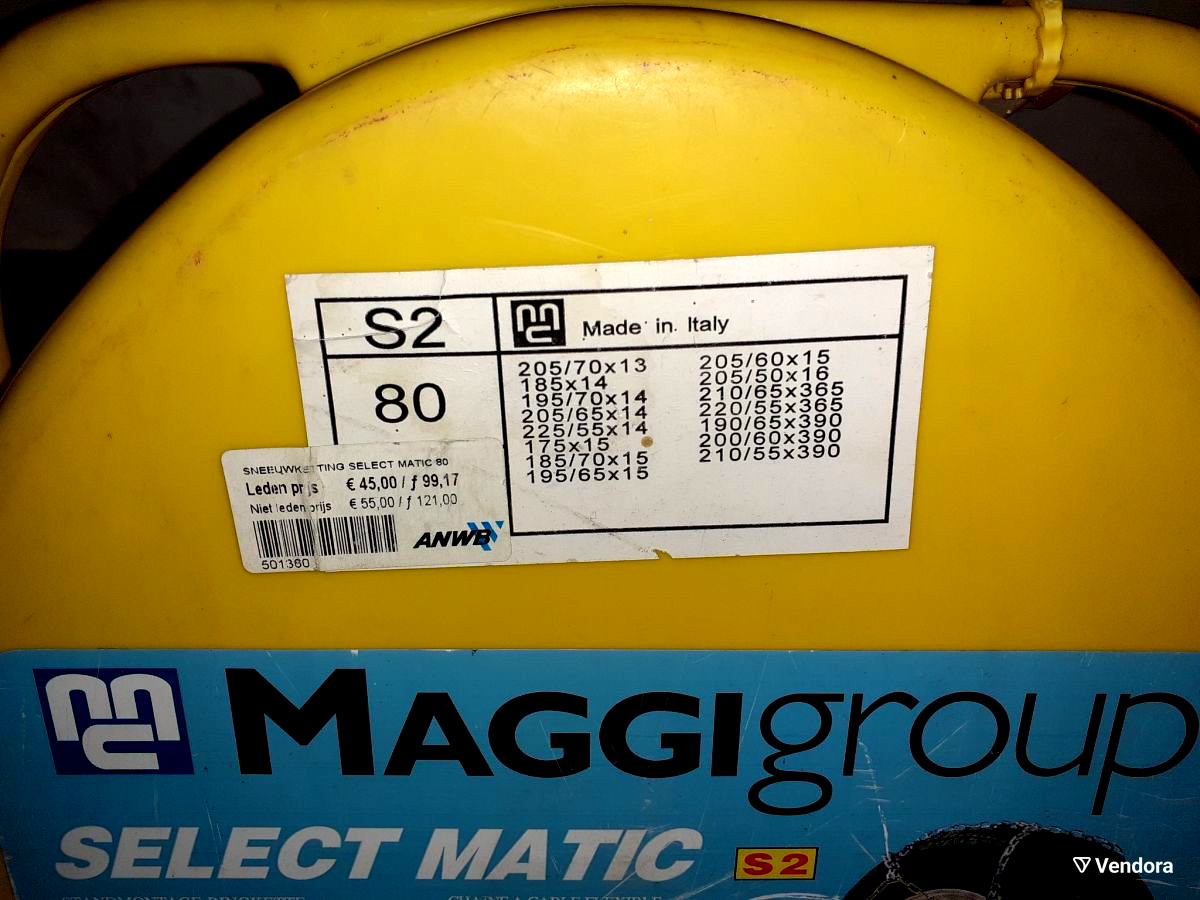 S2
Made in Italy
80
205/70x13
185x14
195/70x14
205/65x14
225/55x14
175x15
185/70x15
195/65x15
205/60x15
205/50x16
210/65x365
220/55x365
190/65x390
200/60x390
210/55x390
SNEEUWKETTING SELECT MATIC 80
Leden prijs € 45,00 / ƒ 99,17
Niet leden prijs € 55,00 / ƒ 121,00
501380
ANWB
MAGGIgroup
SELECT MATIC S2
Vendora